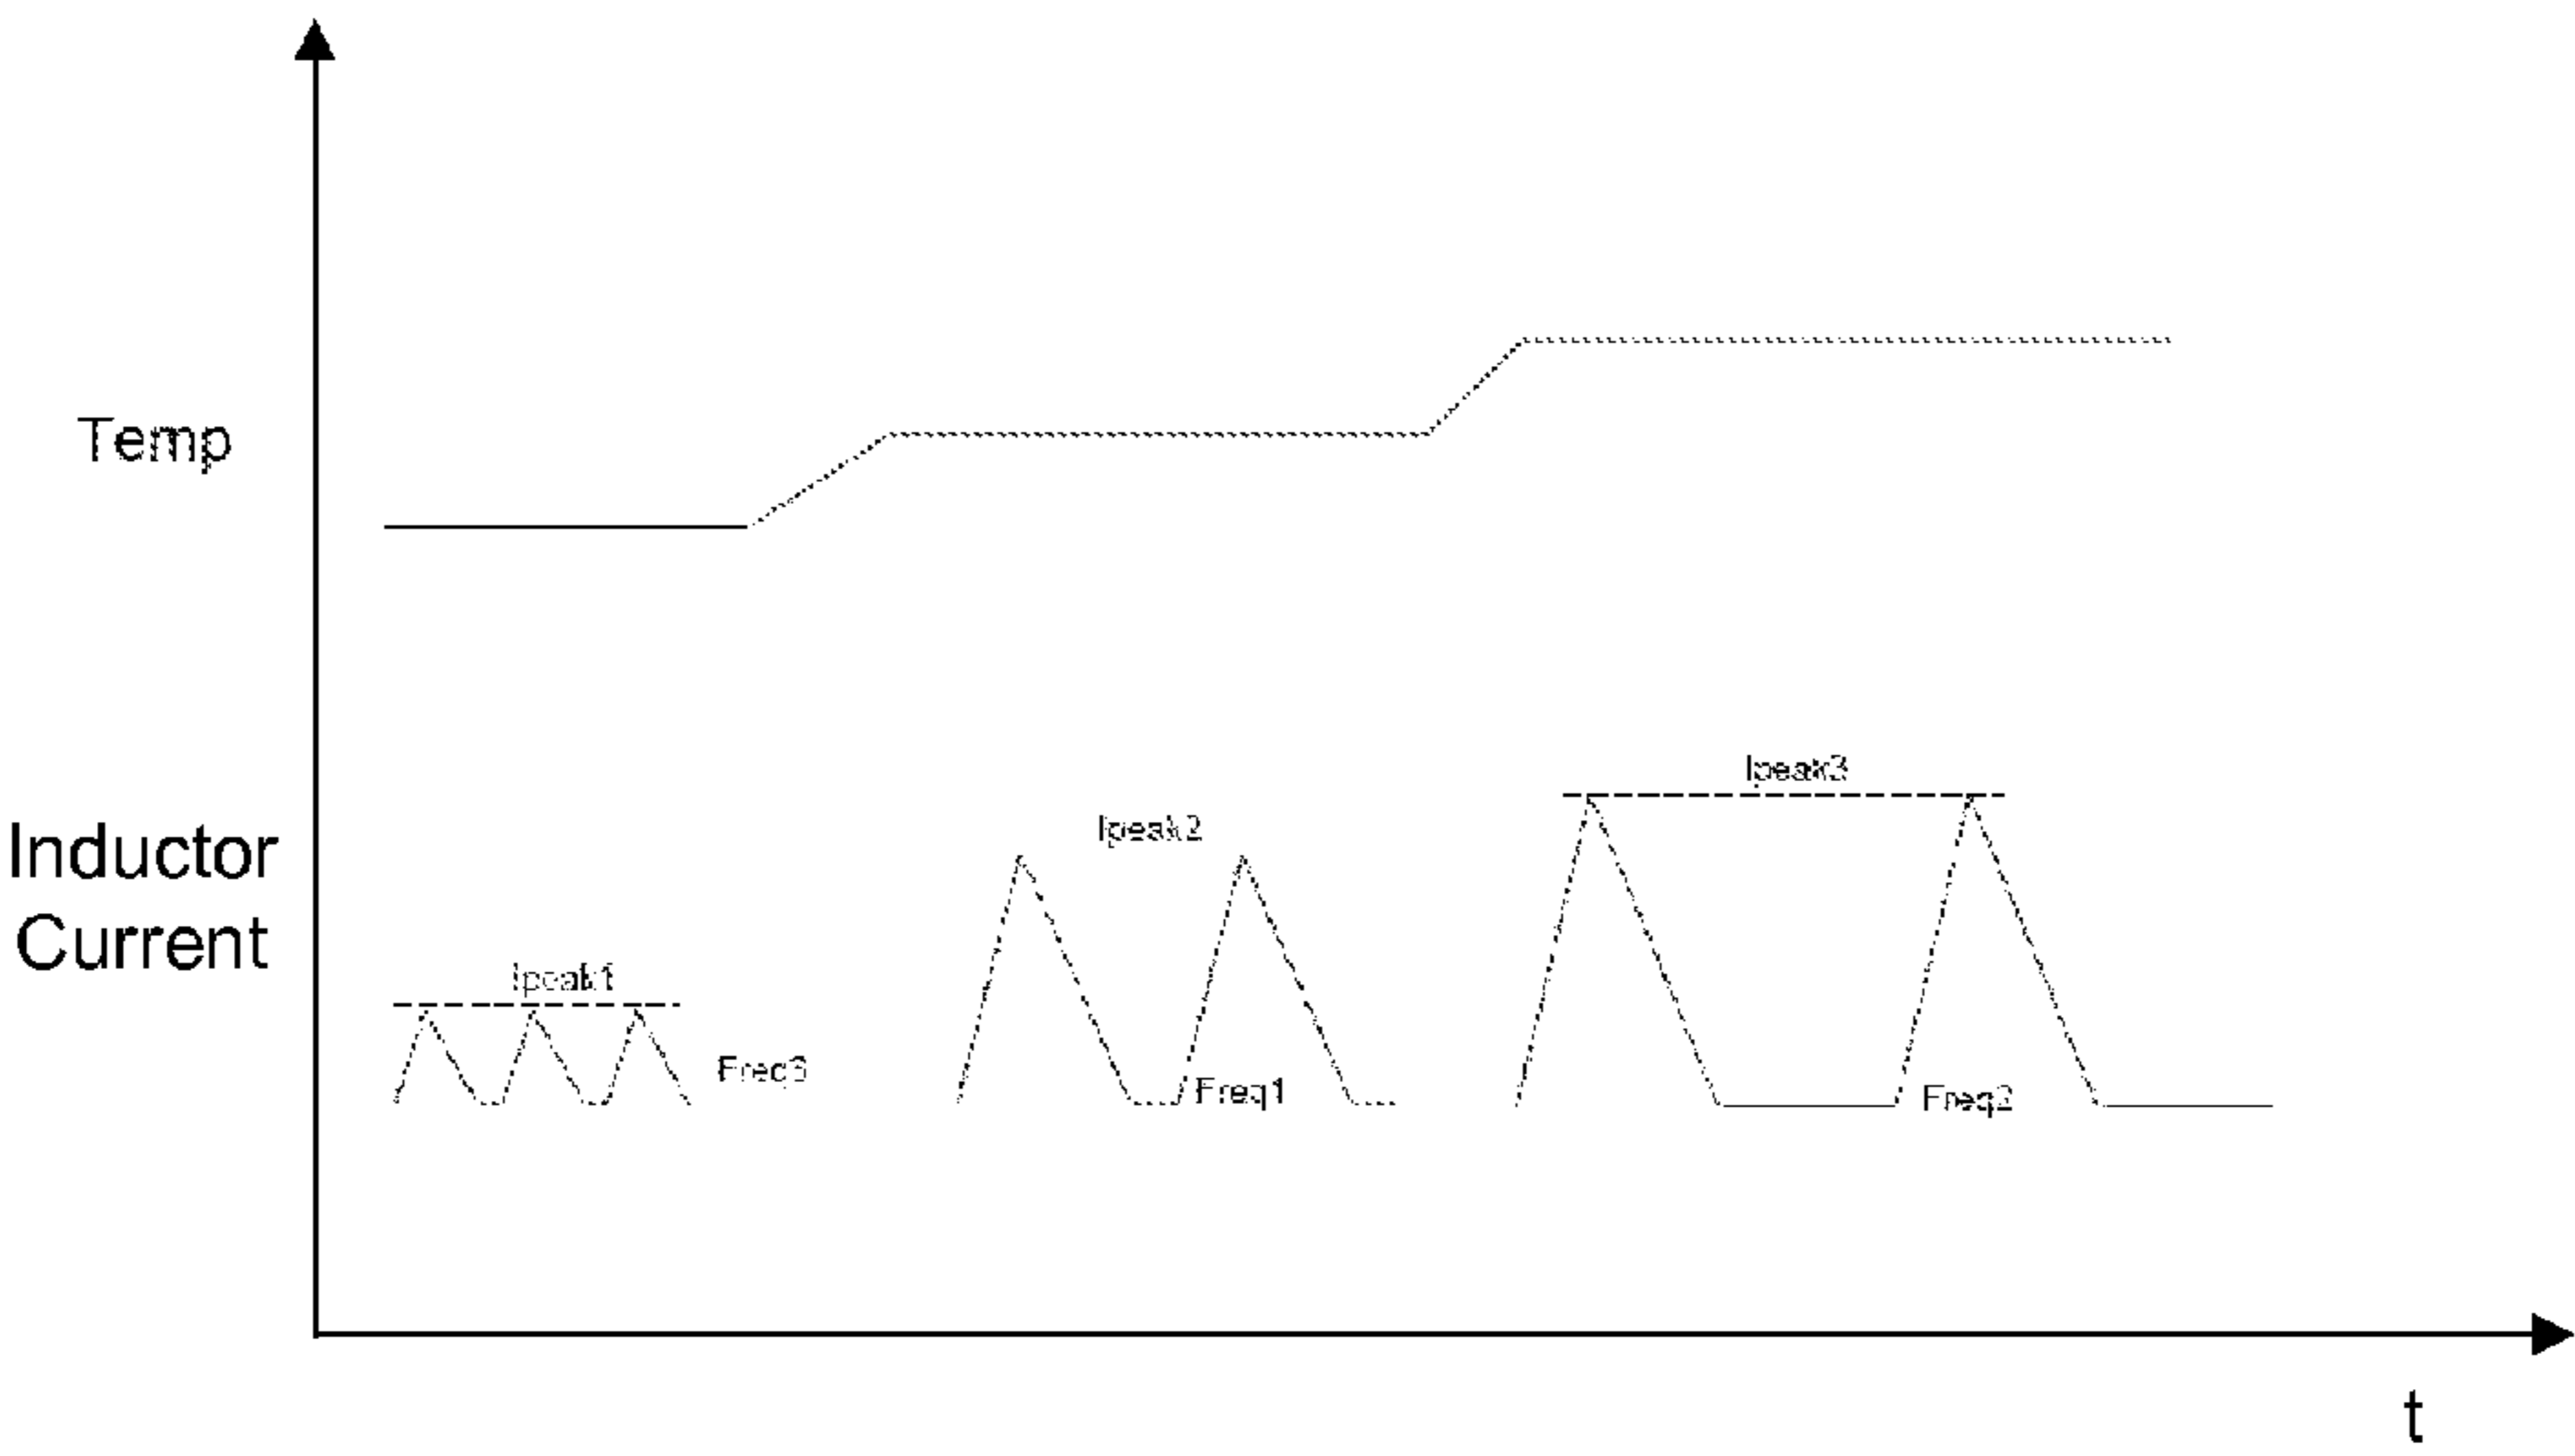 Temp
Ipeak3
Ipeak2
Inductor
Current
Ipeak1
Freq3
Freq1
Freq2
t